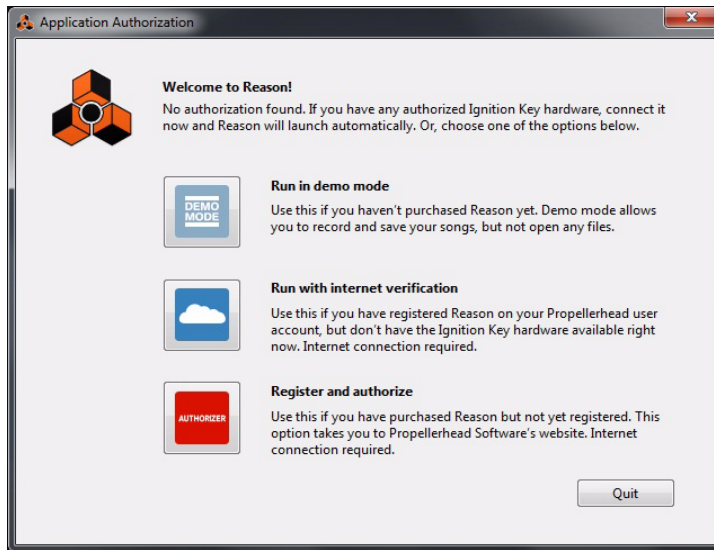 Application Authorization
Welcome to Reason!
No authorization found. If you have any authorized Ignition Key hardware, connect it
now and Reason will launch automatically. Or, choose one of the options below.
DEMO
MODE
Run in demo mode
Use this if you haven't purchased Reason yet. Demo mode allows
you to record and save your songs, but not open any files.
Run with internet verification
Use this if you have registered Reason on your Propellerhead user
account, but don't have the Ignition Key hardware available right
now. Internet connection required.
AUTHORIZER
Register and authorize
Use this if you have purchased Reason but not yet registered. This
option takes you to Propellerhead Software's website. Internet
connection required.
Quit